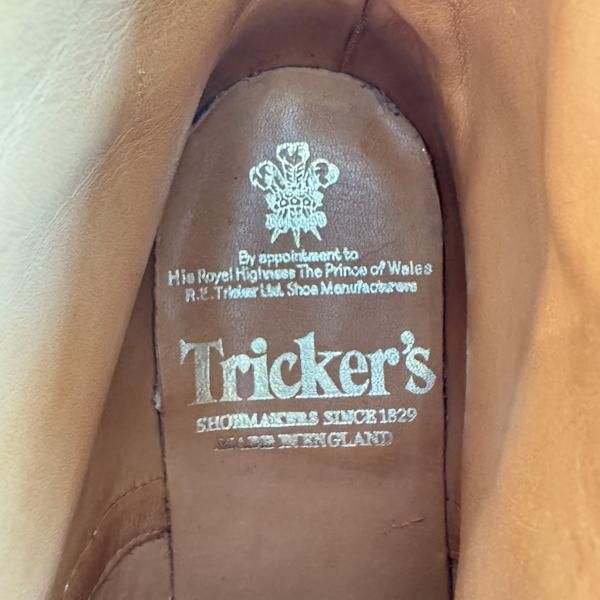 By appointment to
His Royal Highness The Prince of Wales
R.E. Tricker Ltd. Shoe Manufacturers
Tricker's
SHOEMAKERS SINCE 1829
MADE IN ENGLAND